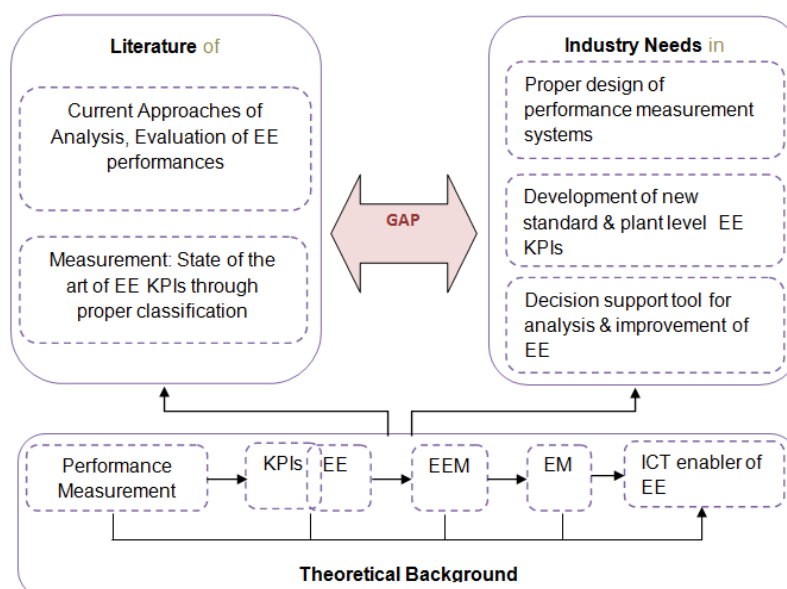 Literature of
Current Approaches of
Analysis, Evaluation of EE
performances
Measurement: State of the
art of EE KPIs through
proper classification
GAP
Industry Needs in
Proper design of
performance measurement
systems
Development of new
standard & plant level EE
KPIs
Decision support tool for
analysis & improvement of
EE
Performance
Measurement
KPIs
EE
EEM
EM
ICT enabler of
EE
Theoretical Background